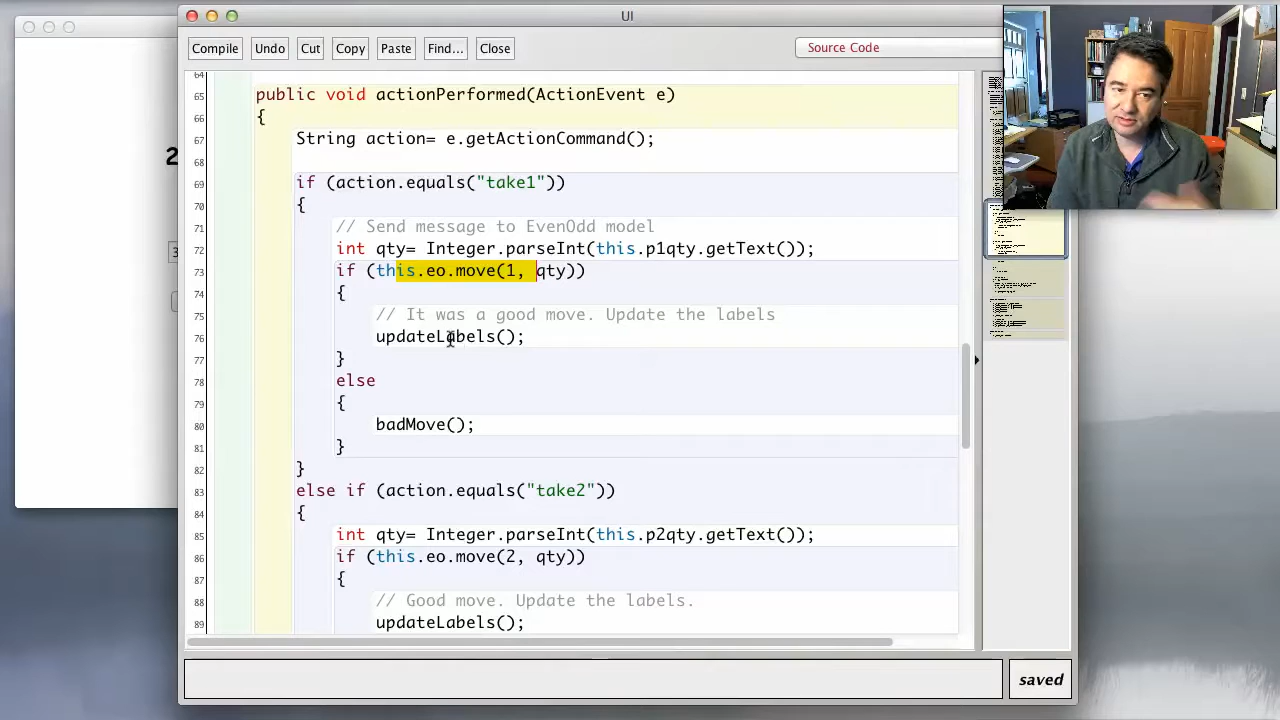 UI
Compile Undo Cut Copy Paste Find... Close Source Code
64
65 public void actionPerformed(ActionEvent e)
66 {
67 String action= e.getActionCommand();
68
69 if (action.equals("take1"))
70 {
71 // Send message to EvenOdd model
72 int qty= Integer.parseInt(this.p1qty.getText());
73 if (this.eo.move(1, qty))
74 {
75 // It was a good move. Update the labels
76 updateLabels();
77 }
78 else
79 {
80 badMove();
81 }
82 }
83 else if (action.equals("take2"))
84 {
85 int qty= Integer.parseInt(this.p2qty.getText());
86 if (this.eo.move(2, qty))
87 {
88 // Good move. Update the labels.
89 updateLabels();
saved